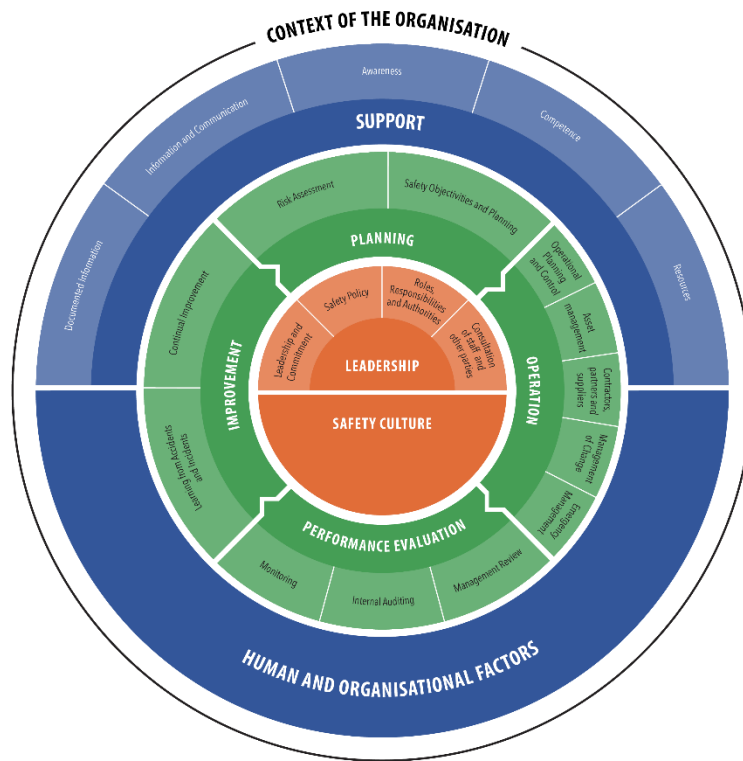 CONTEXT OF THE ORGANISATION
Documented Information
Information and Communication
Awareness
Competence
Resources
SUPPORT
Risk Assessment
Safety Objectivities and Planning
PLANNING
Operational
Planning
and Control
Asset
management
Contractors,
partners and
suppliers
Management
of Change
Emergency
Management
OPERATION
Continual Improvement
Learning from Accidents
and Incidents
IMPROVEMENT
Leadership and
Commitment
Safety Policy
Roles,
Responsibilities
and Authorities
Consultation
of staff and
other parties
LEADERSHIP
SAFETY CULTURE
PERFORMANCE EVALUATION
Monitoring
Internal Auditing
Management Review
HUMAN AND ORGANISATIONAL FACTORS